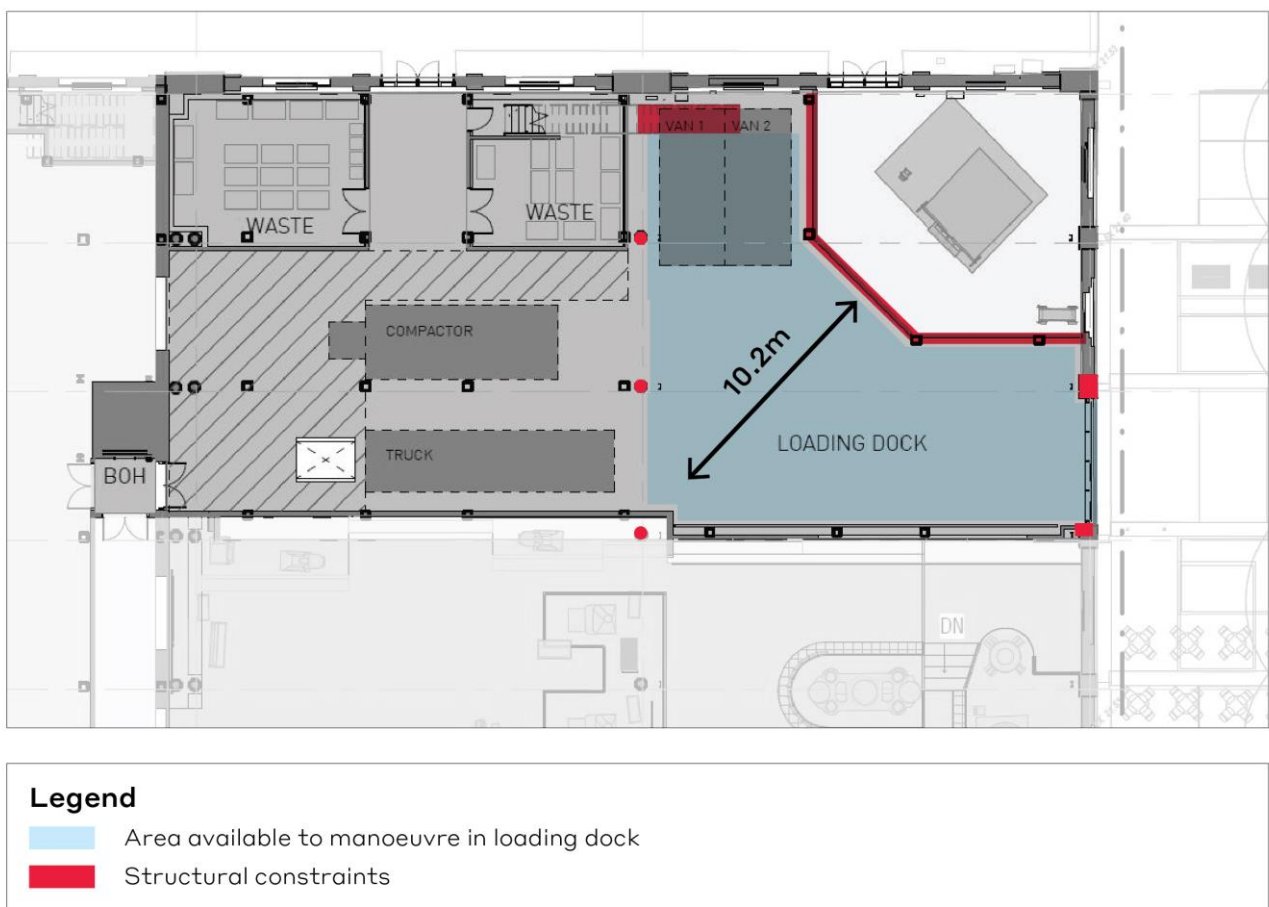 VAN 1
VAN 2
WASTE
WASTE
COMPACTOR
10.2m
LOADING DOCK
TRUCK
BOH
DN
Legend
Area available to manoeuvre in loading dock
Structural constraints